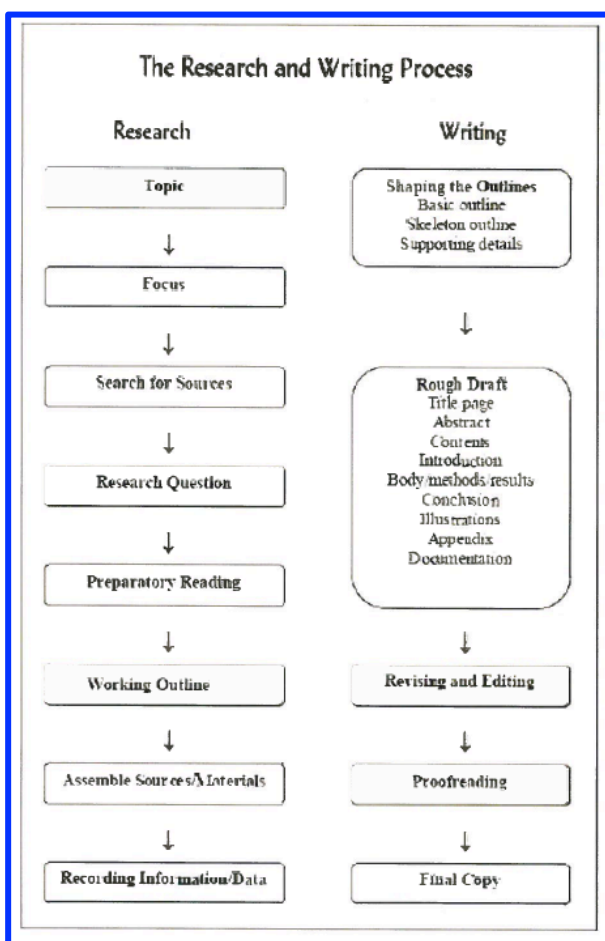 The Research and Writing Process
Research
Topic
↓
Focus
↓
Search for Sources
↓
Research Question
↓
Preparatory Reading
↓
Working Outline
↓
Assemble Sources/Materials
↓
Recording Information/Data
Writing
Shaping the Outlines
Basic outline
Skeleton outline
Supporting details
↓
Rough Draft
Title page
Abstract
Contents
Introduction
Body/methods/results
Conclusion
Illustrations
Appendix
Documentation
↓
Revising and Editing
↓
Proofreading
↓
Final Copy